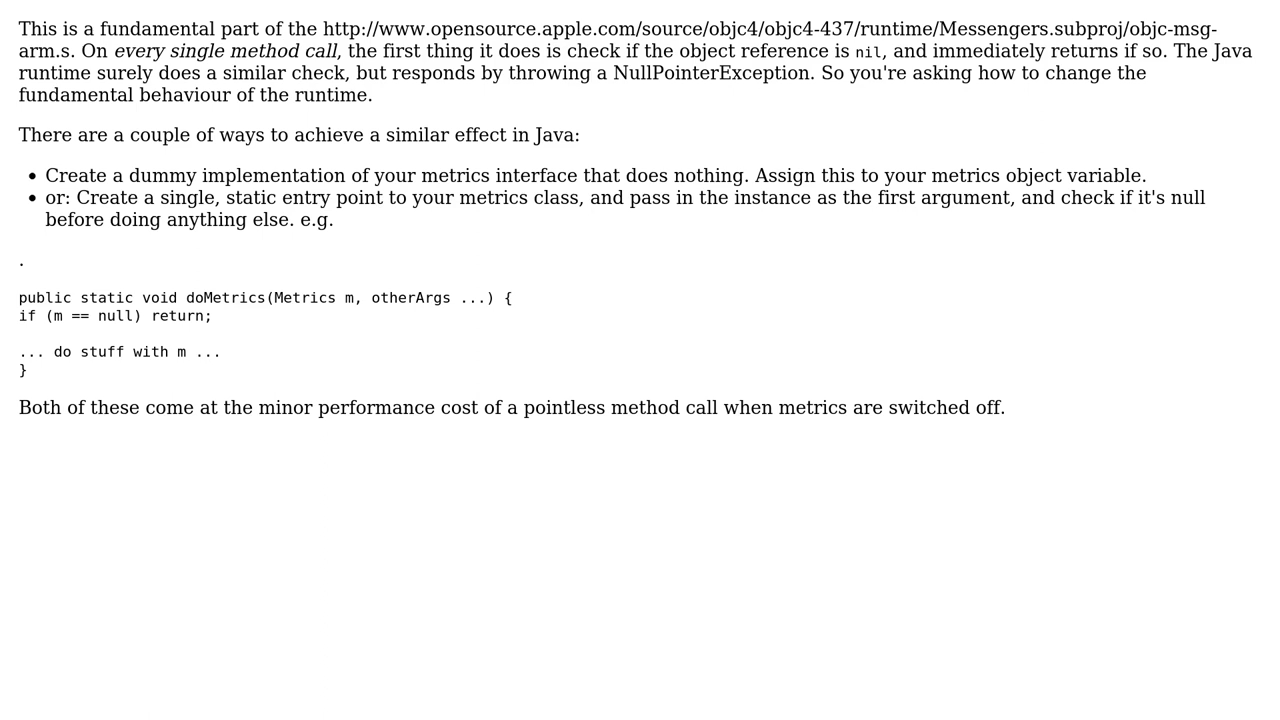 This is a fundamental part of the http://www.opensource.apple.com/source/objc4/objc4-437/runtime/Messengers.subproj/objc-msg-
arm.s. On every single method call, the first thing it does is check if the object reference is nil, and immediately returns if so. The Java
runtime surely does a similar check, but responds by throwing a NullPointerException. So you're asking how to change the
fundamental behaviour of the runtime.
There are a couple of ways to achieve a similar effect in Java:
• Create a dummy implementation of your metrics interface that does nothing. Assign this to your metrics object variable.
• or: Create a single, static entry point to your metrics class, and pass in the instance as the first argument, and check if it's null
before doing anything else. e.g.
.
public static void doMetrics(Metrics m, otherArgs ...) {
if (m == null) return;
... do stuff with m ...
}
Both of these come at the minor performance cost of a pointless method call when metrics are switched off.